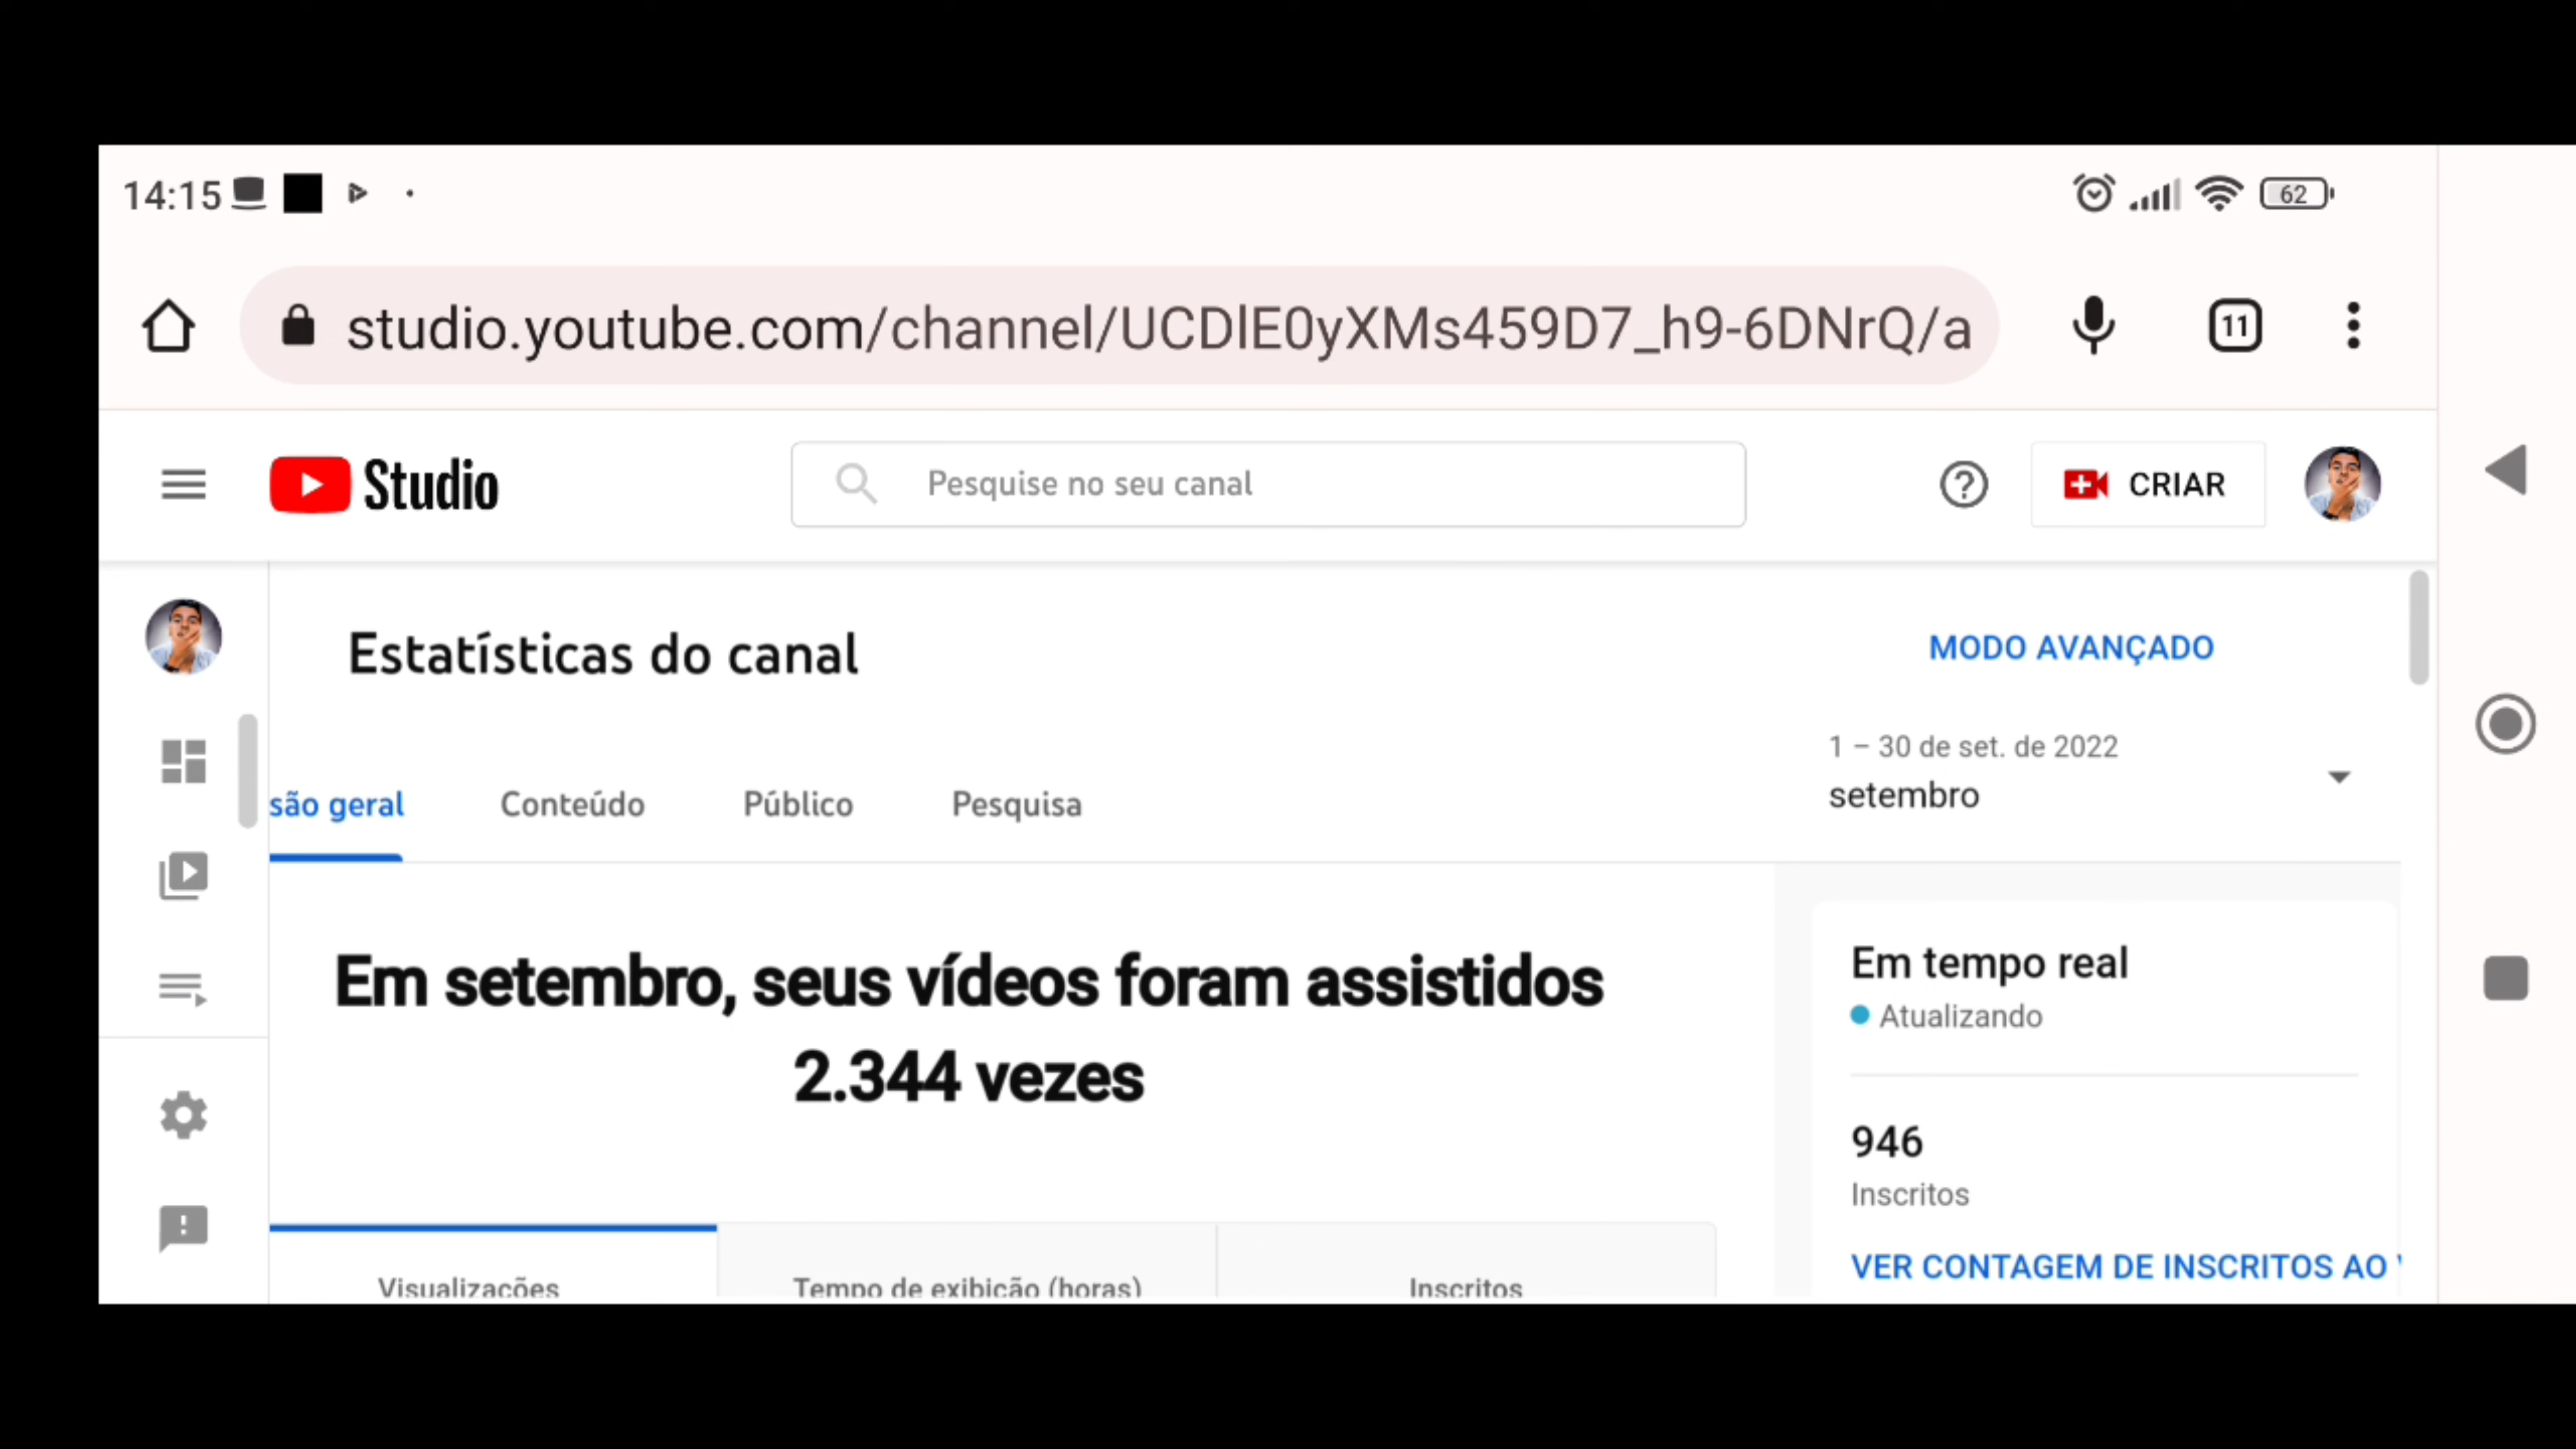 14:15
62
studio.youtube.com/channel/UCDlE0yXMs459D7_h9-6DNrQ/a
11
Studio
Pesquise no seu canal
CRIAR
Estatísticas do canal
MODO AVANÇADO
1 – 30 de set. de 2022
setembro
são geral
Conteúdo
Público
Pesquisa
Em setembro, seus vídeos foram assistidos
2.344 vezes
Em tempo real
Atualizando
946
Inscritos
VER CONTAGEM DE INSCRITOS AO
Visualizações
Tempo de exibição (horas)
Inscritos